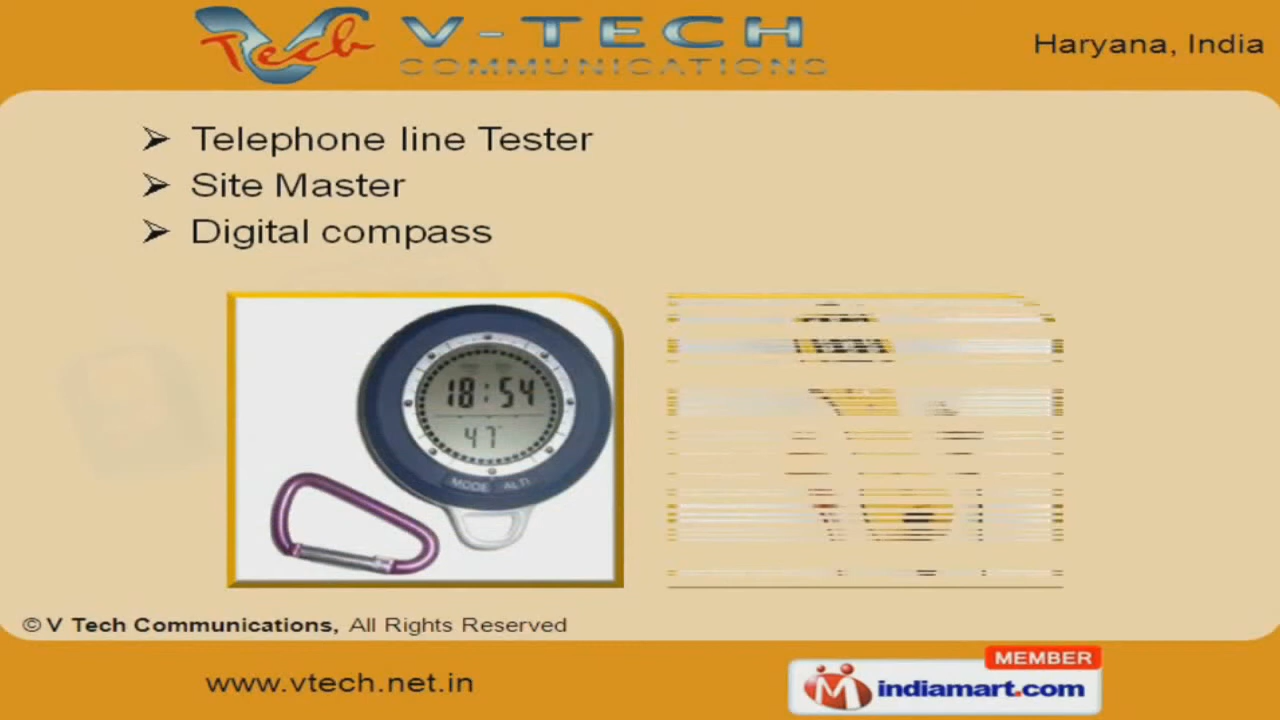 Tech
V-TECH
COMMUNICATIONS
Haryana, India
Telephone line Tester
Site Master
Digital compass
18:54
47°
MODE ALTI
© V Tech Communications, All Rights Reserved
www.vtech.net.in
MEMBER
indiamart.com